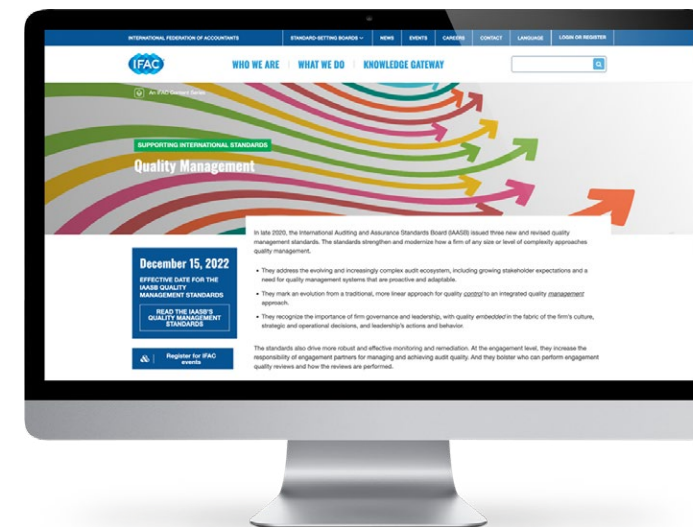 INTERNATIONAL FEDERATION OF ACCOUNTANTS
STANDARD-SETTING BOARDS NEWS EVENTS CAREERS CONTACT LANGUAGE LOGIN OR REGISTER
IFAC
WHO WE ARE WHAT WE DO KNOWLEDGE GATEWAY
An IFAC Content Series
SUPPORTING INTERNATIONAL STANDARDS
Quality Management
December 15, 2022
EFFECTIVE DATE FOR THE
IAASB QUALITY
MANAGEMENT STANDARDS
READ THE IAASB'S
QUALITY MANAGEMENT
STANDARDS
Register for IFAC
events
In late 2020, the International Auditing and Assurance Standards Board (IAASB) issued three new and revised quality
management standards. The standards strengthen and modernize how a firm of any size or level of complexity approaches
quality management.
• They address the evolving and increasingly complex audit ecosystem, including growing stakeholder expectations and a
need for quality management systems that are proactive and adaptable.
• They mark an evolution from a traditional, more linear approach for quality control to an integrated quality management
approach.
• They recognize the importance of firm governance and leadership, with quality embedded in the fabric of the firm's culture,
strategic and operational decisions, and leadership's actions and behavior.
The standards also drive more robust and effective monitoring and remediation. At the engagement level, they increase the
responsibility of engagement partners for managing and achieving audit quality. And they bolster who can perform engagement
quality reviews and how the reviews are performed.